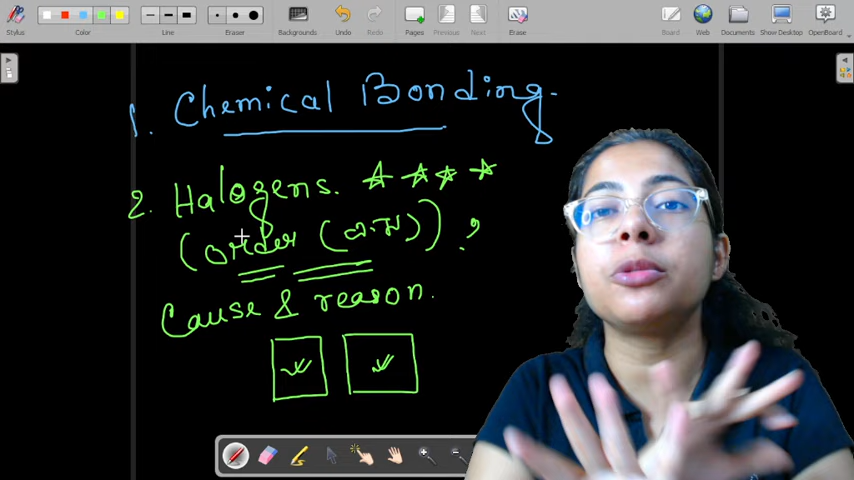 Stylus Color Line Eraser Backgrounds Undo Redo Pages Previous Next Erase Board Web Documents Show Desktop OpenBoard
1. Chemical Bonding.
2. Halogens.
(Order ( )) ?
Cause & reason.